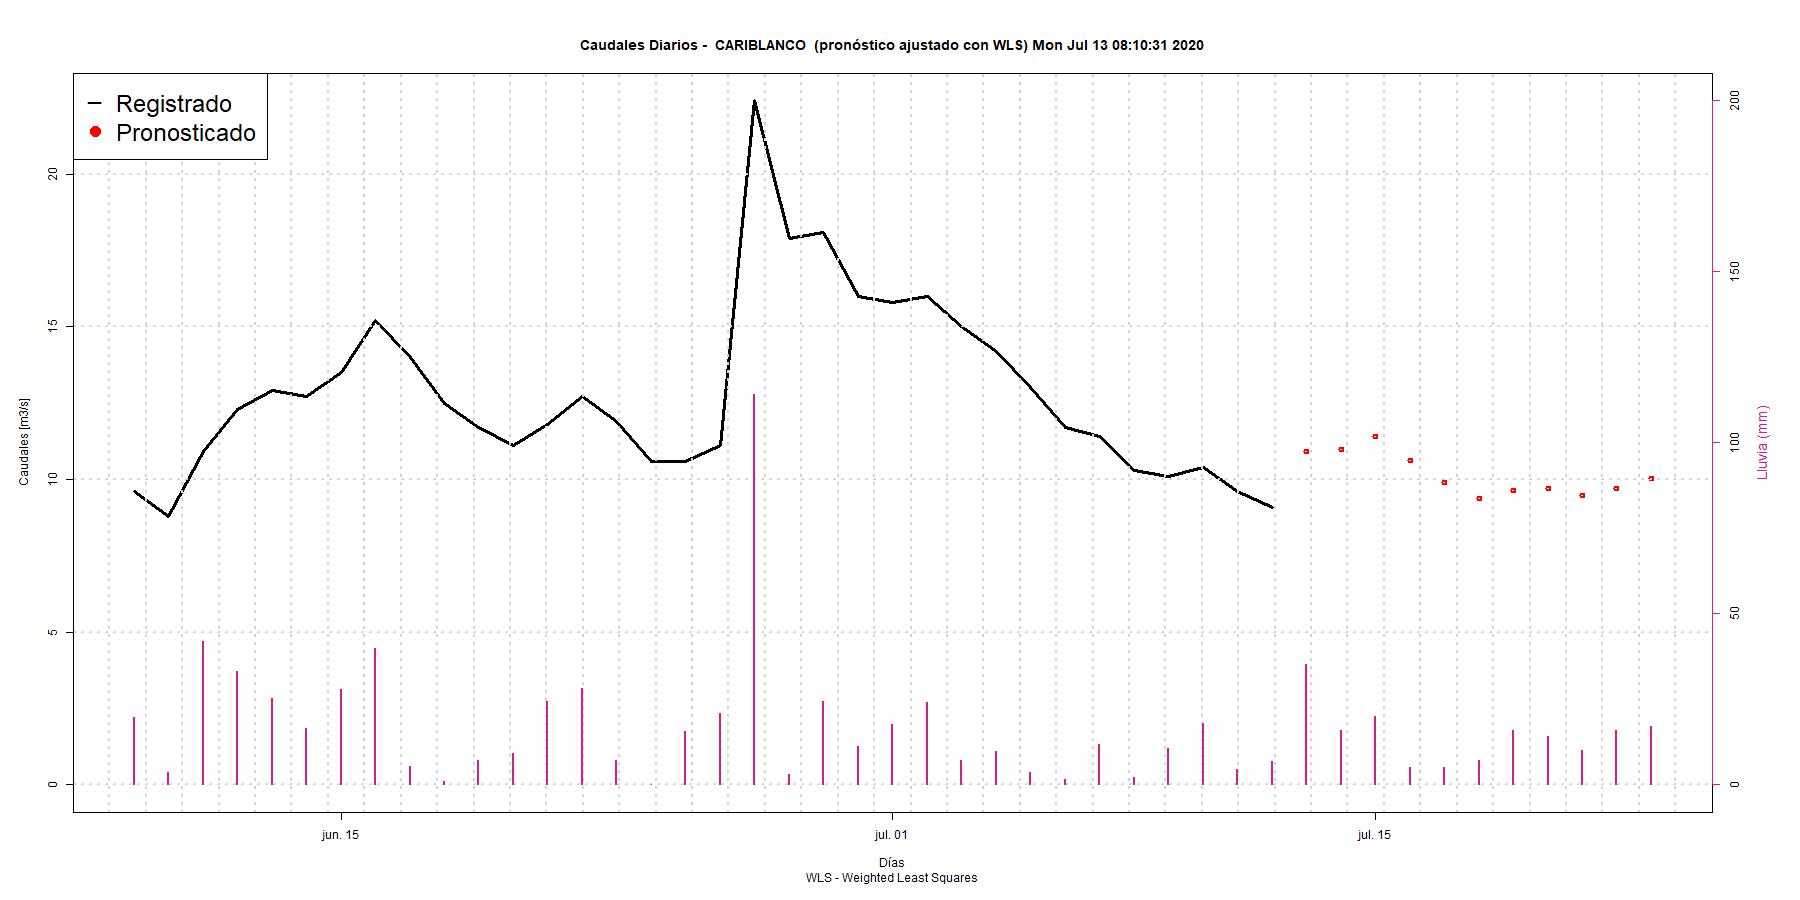 Caudales Diarios -  CARIBLANCO  (pronóstico ajustado con WLS) Mon Jul 13 08:10:31 2020
Registrado
Pronosticado
Caudales [m3/s]
20
15
10
5
0
200
150
100
50
0
Lluvia (mm)
jun. 15
jul. 01
jul. 15
Días
WLS - Weighted Least Squares